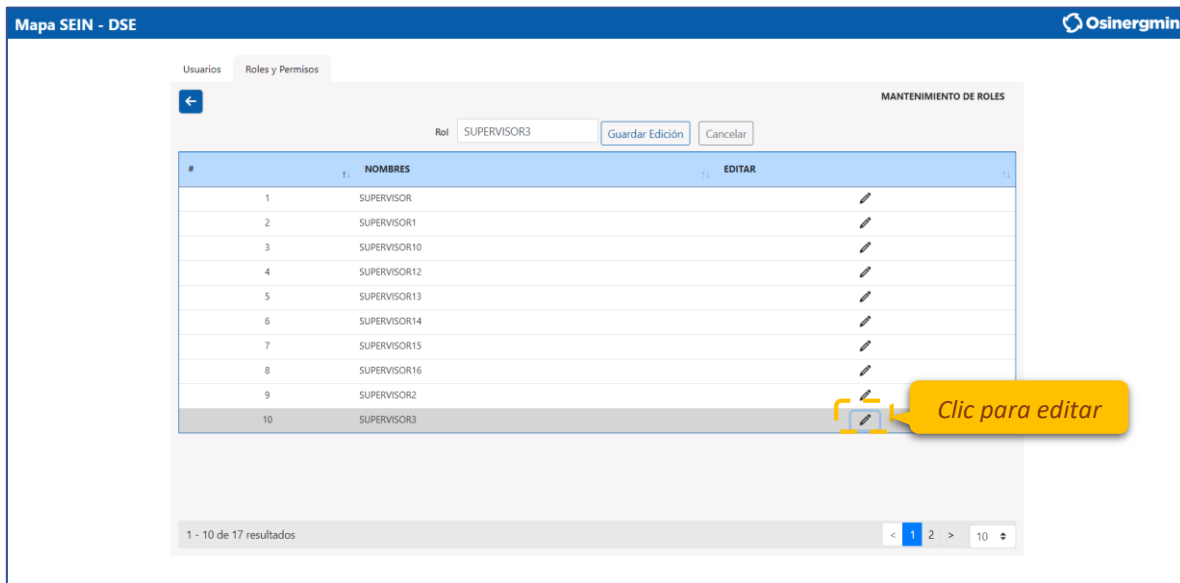 Mapa SEIN - DSE Osinergmin
Usuarios Roles y Permisos
MANTENIMIENTO DE ROLES
Rol SUPERVISOR3 Guardar Edición Cancelar
# NOMBRES EDITAR
1 SUPERVISOR
2 SUPERVISOR1
3 SUPERVISOR10
4 SUPERVISOR12
5 SUPERVISOR13
6 SUPERVISOR14
7 SUPERVISOR15
8 SUPERVISOR16
9 SUPERVISOR2
10 SUPERVISOR3
Clic para editar
1 - 10 de 17 resultados < 1 2 > 10